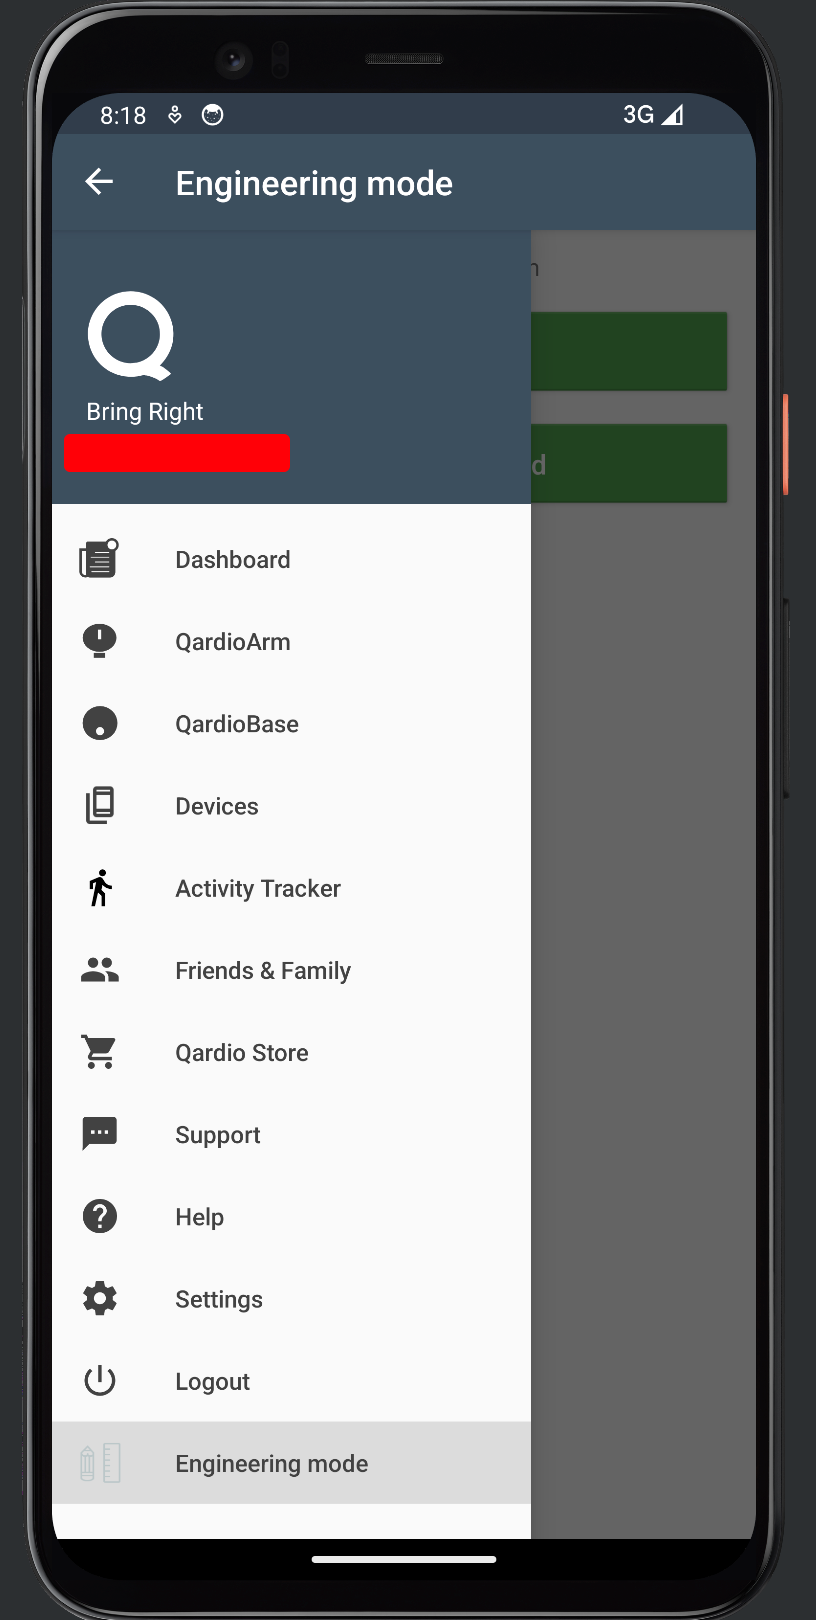 8:18
3G
Engineering mode
Bring Right
Dashboard
QardioArm
QardioBase
Devices
Activity Tracker
Friends & Family
Qardio Store
Support
Help
Settings
Logout
Engineering mode